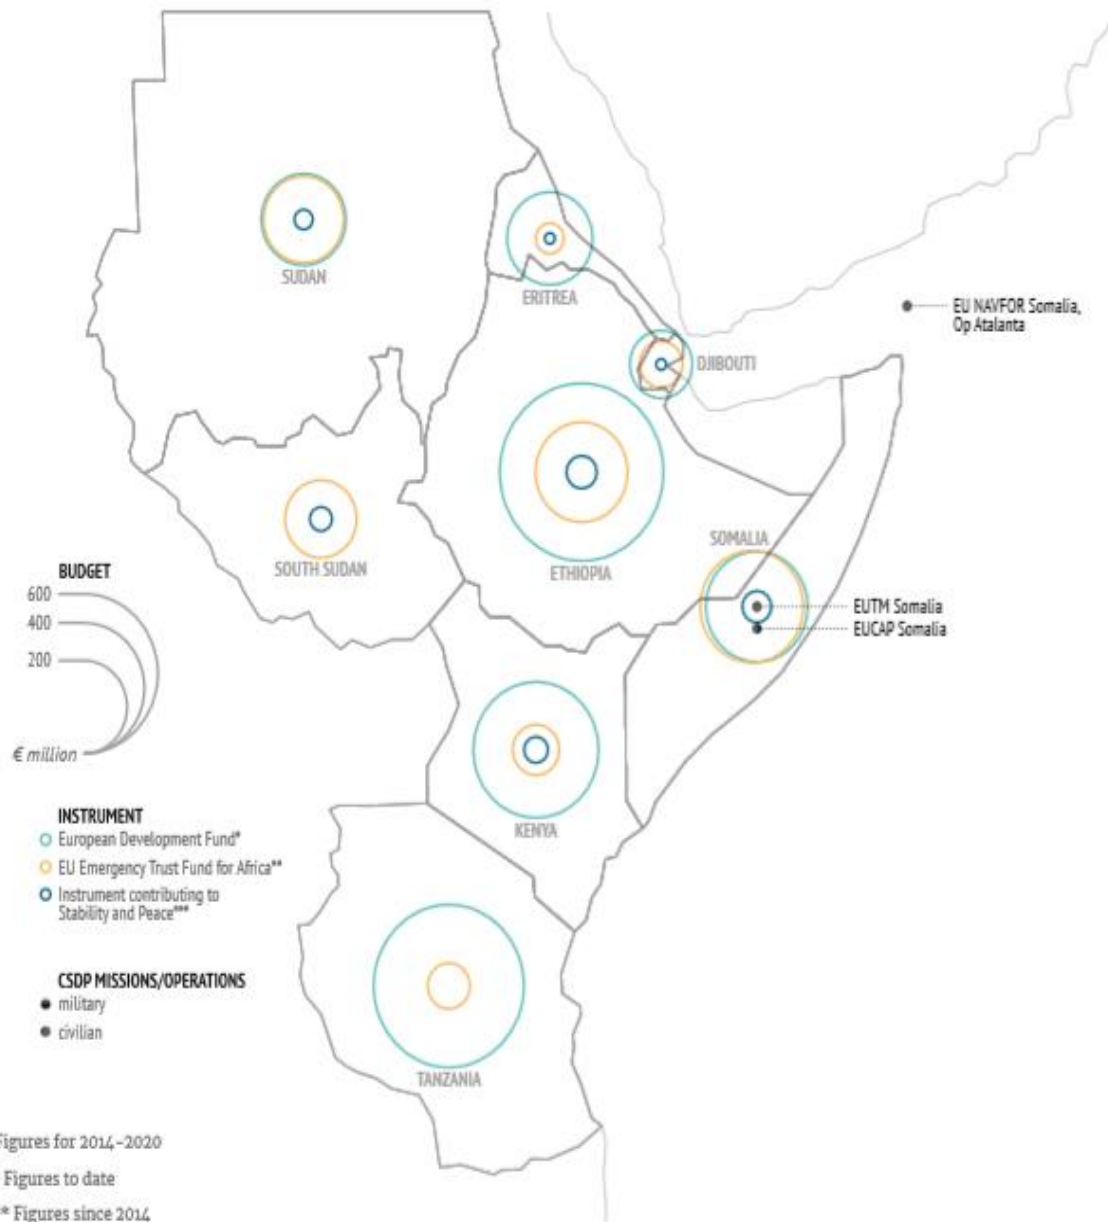 SUDAN
ERITREA
EU NAVFOR Somalia,
Op Atalanta
DJIBOUTI
SOMALIA
SOUTH SUDAN
ETHIOPIA
BUDGET
600
400
200
€ million
EUTM Somalia
EUCAP Somalia
INSTRUMENT
European Development Fund*
EU Emergency Trust Fund for Africa**
Instrument contributing to
Stability and Peace***
KENYA
CSDP MISSIONS/OPERATIONS
military
civilian
TANZANIA
Figures for 2014-2020
Figures to date
** Figures since 2014